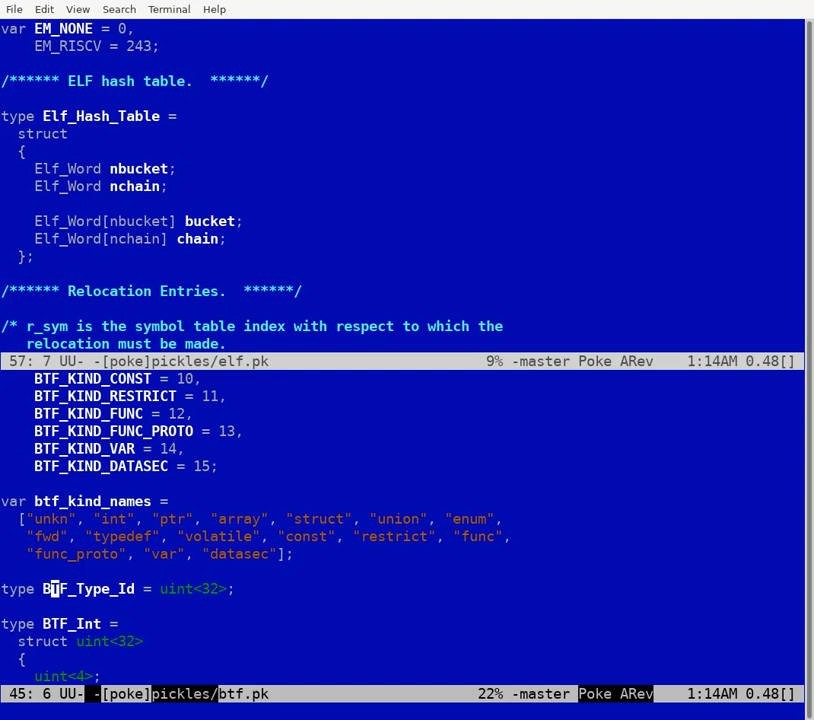 File Edit View Search Terminal Help
var EM_NONE = 0,
    EM_RISCV = 243;

/****** ELF hash table.  ******/

type Elf_Hash_Table =
  struct
  {
    Elf_Word nbucket;
    Elf_Word nchain;

    Elf_Word[nbucket] bucket;
    Elf_Word[nchain] chain;
  };

/****** Relocation Entries.  ******/

/* r_sym is the symbol table index with respect to which the
   relocation must be made.
 57: 7 UU- -[poke]pickles/elf.pk                          9% -master Poke ARev    1:14AM 0.48[]
    BTF_KIND_CONST = 10,
    BTF_KIND_RESTRICT = 11,
    BTF_KIND_FUNC = 12,
    BTF_KIND_FUNC_PROTO = 13,
    BTF_KIND_VAR = 14,
    BTF_KIND_DATASEC = 15;

var btf_kind_names =
  ["unkn", "int", "ptr", "array", "struct", "union", "enum",
   "fwd", "typedef", "volatile", "const", "restrict", "func",
   "func_proto", "var", "datasec"];

type BTF_Type_Id = uint<32>;

type BTF_Int =
  struct uint<32>
  {
    uint<4>;
 45: 6 UU- -[poke]pickles/btf.pk                         22% -master Poke ARev    1:14AM 0.48[]